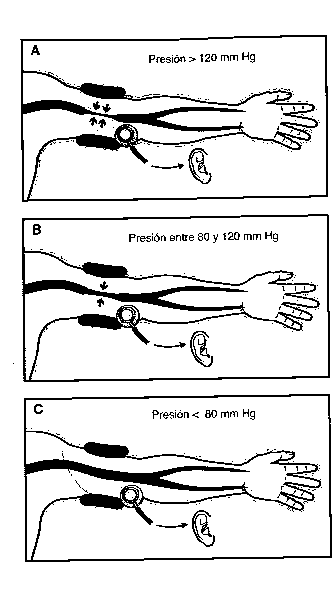 A
Presión > 120 mm Hg
B
Presión entre 80 y 120 mm Hg
C
Presión < 80 mm Hg